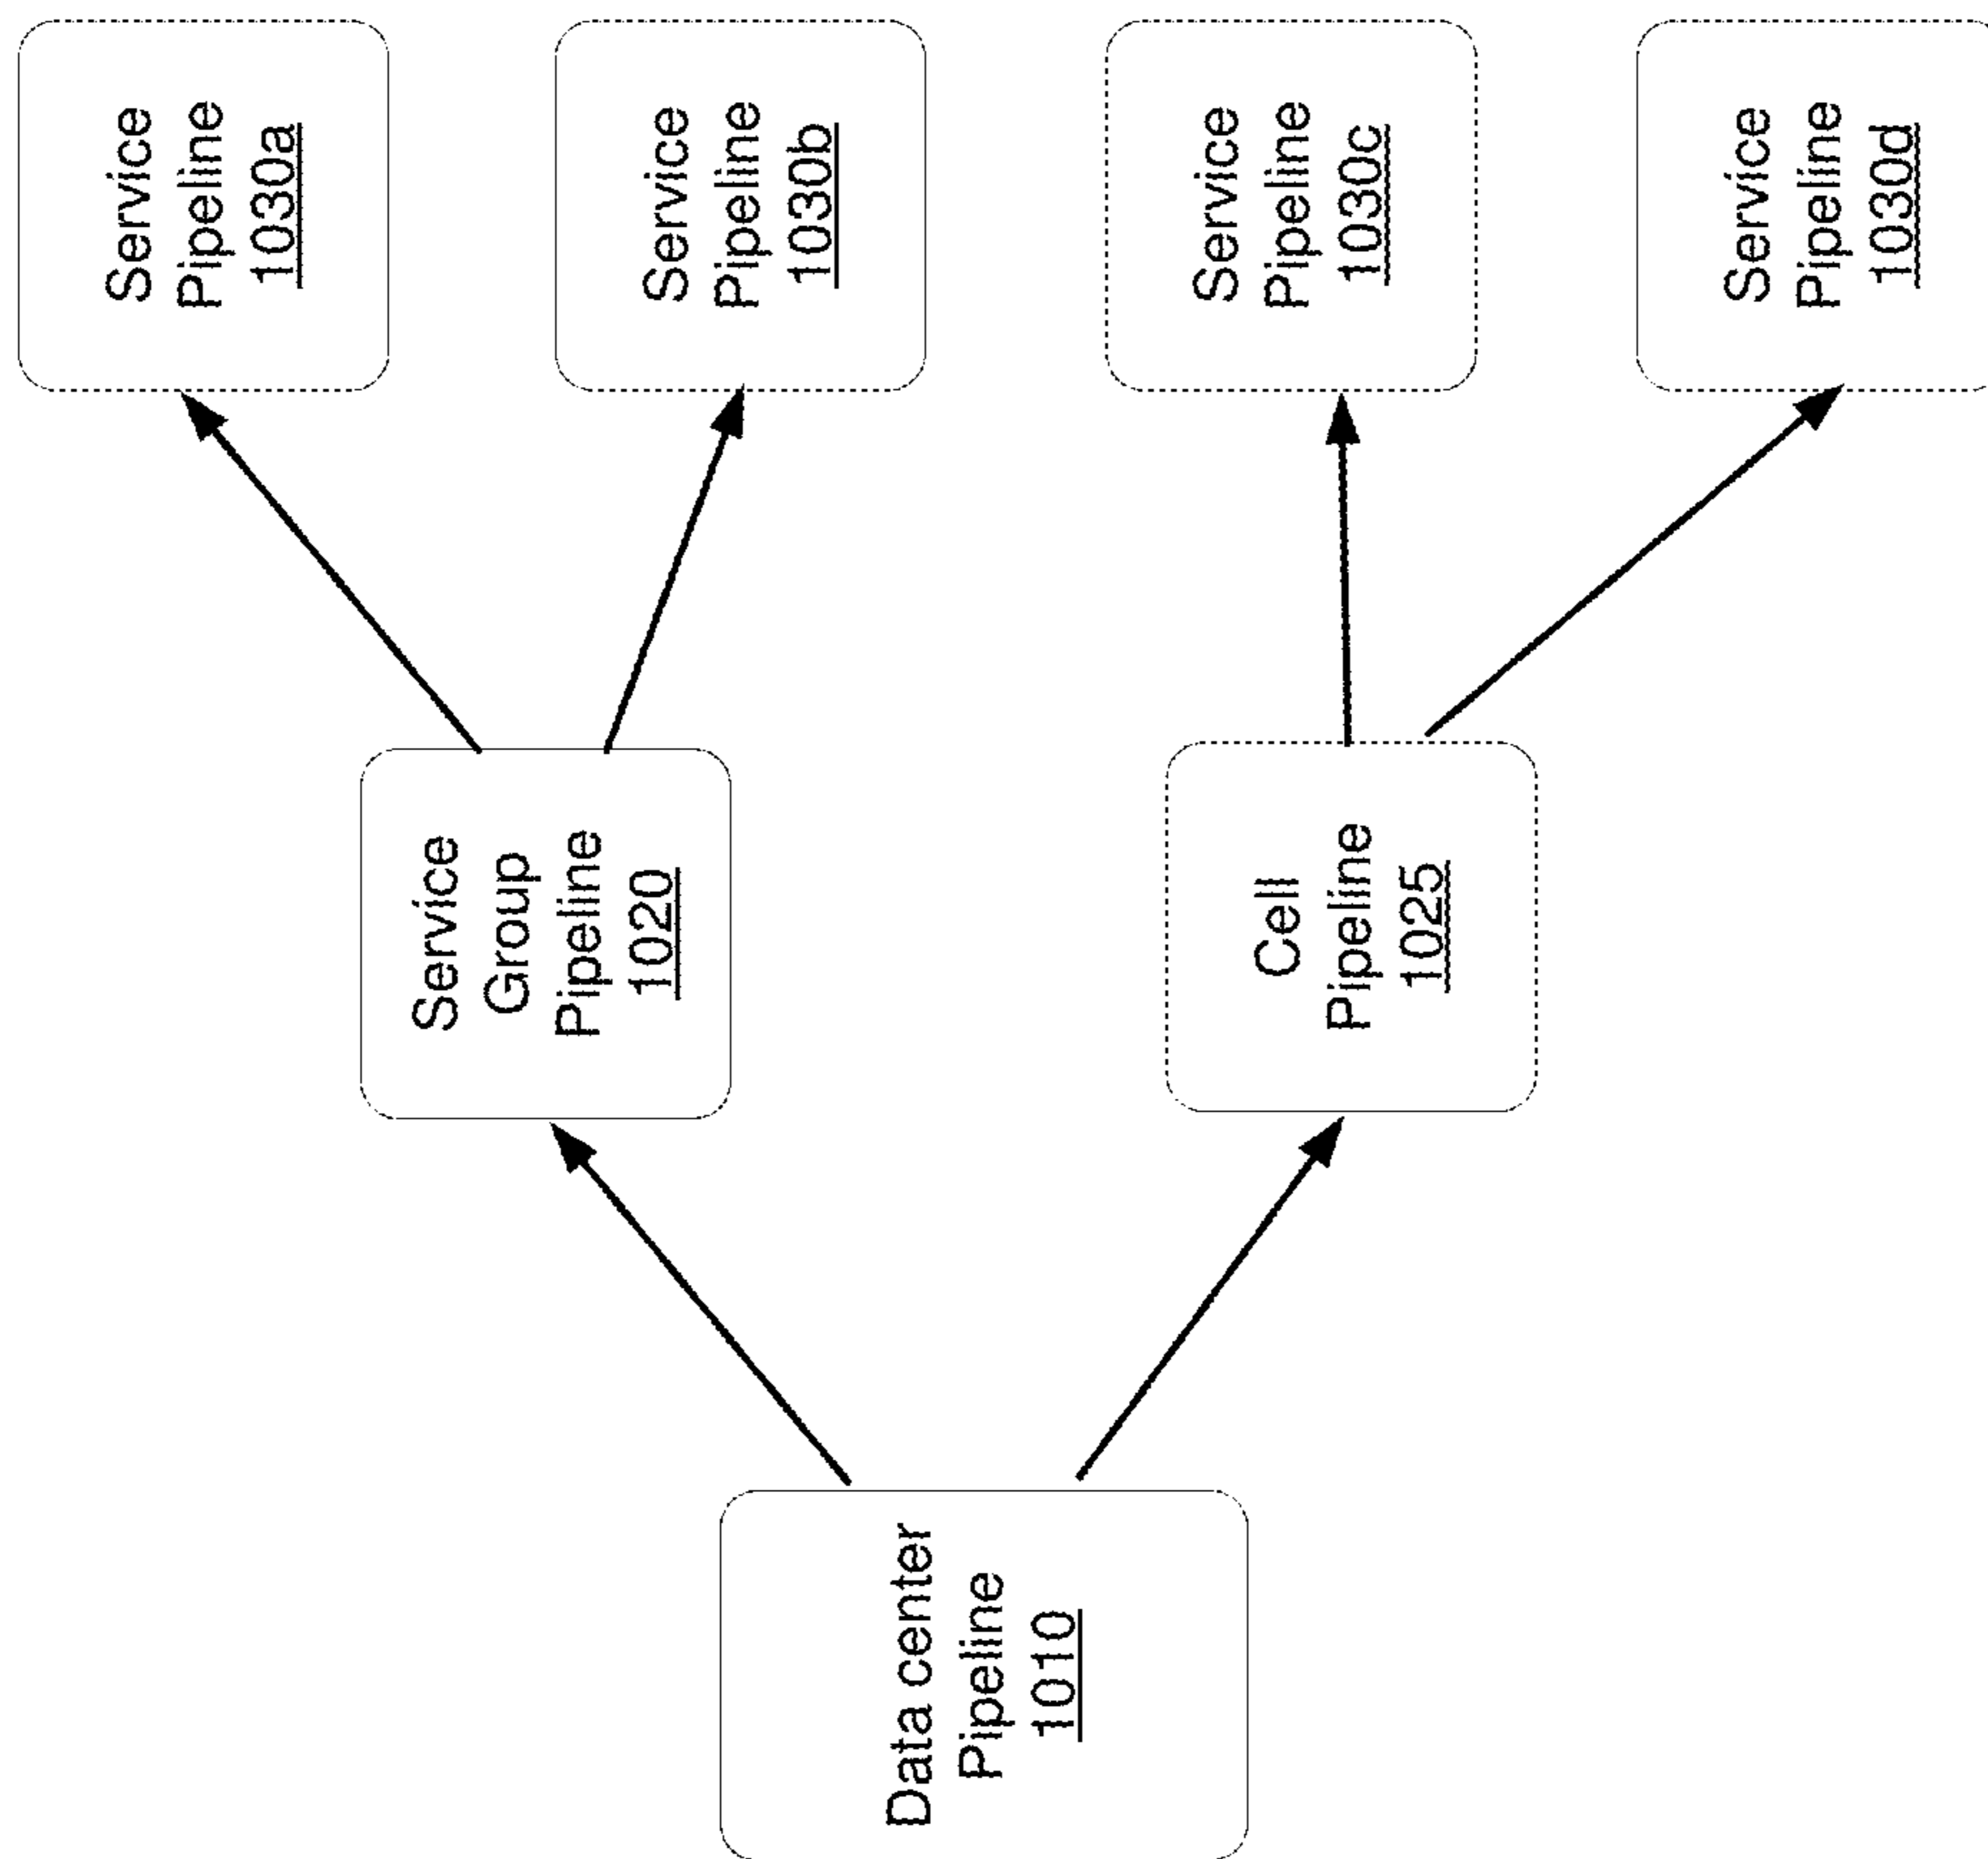 Data center
Pipeline
1010
Service
Group
Pipeline
1020
Cell
Pipeline
1025
Service
Pipeline
1030a
Service
Pipeline
1030b
Service
Pipeline
1030c
Service
Pipeline
1030d